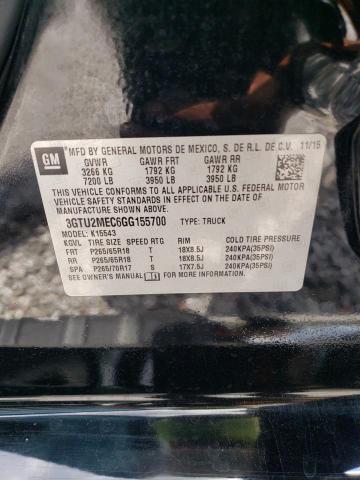 MFD BY GENERAL MOTORS DE MEXICO, S. DE R.L. DE C.V. 11/15
GM
GVWR GAWR FRT GAWR RR
3266 KG 1792 KG 1792 KG
7200 LB 3950 LB 3950 LB
THIS VEHICLE CONFORMS TO ALL APPLICABLE U.S. FEDERAL MOTOR
VEHICLE SAFETY STANDARDS IN EFFECT ON THE DATE OF
MANUFACTURE SHOWN ABOVE.
3GTU2MEC6GG155700 TYPE: TRUCK
MODEL: K15543
KGVL TIRE SIZE SPEED RTG RIM COLD TIRE PRESSURE
FRT P265/65R18 T 18X8.5J 240KPA(35PSI)
RR P265/65R18 T 18X8.5J 240KPA(35PSI)
SPA P265/70R17 S 17X7.5J 240KPA(35PSI)
SEE OWNER'S MANUAL FOR ADDITIONAL INFORMATION.